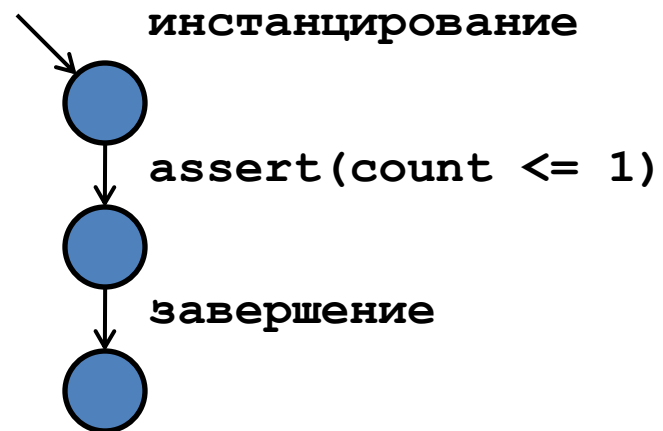 инстанцирование
assert(count <= 1)
завершение